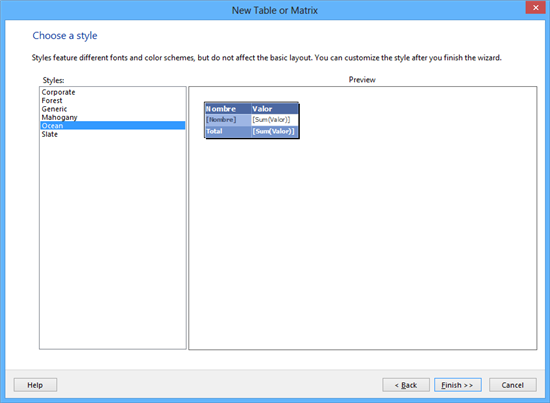 New Table or Matrix
Choose a style
Styles feature different fonts and color schemes, but do not affect the basic layout. You can customize the style after you finish the wizard.
Styles:
Preview
Corporate
Forest
Generic
Mahogany
Ocean
Slate
Nombre Valor
[Nombre] [Sum(Valor)]
Total [Sum(Valor)]
Help
< Back
Finish >>
Cancel